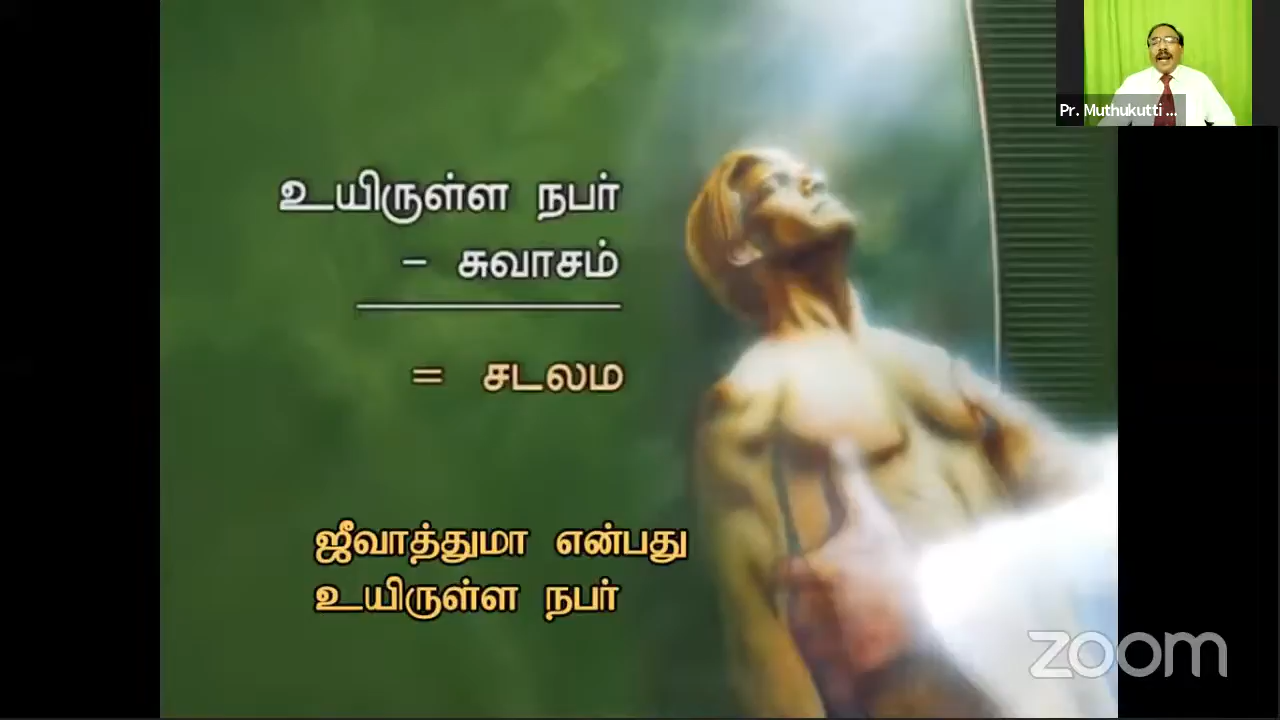 உயிருள்ள நபர்
- சுவாசம்
= சடலம
ஜீவாத்துமா என்பது
உயிருள்ள நபர்
Pr. Muthukutti ...
zoom